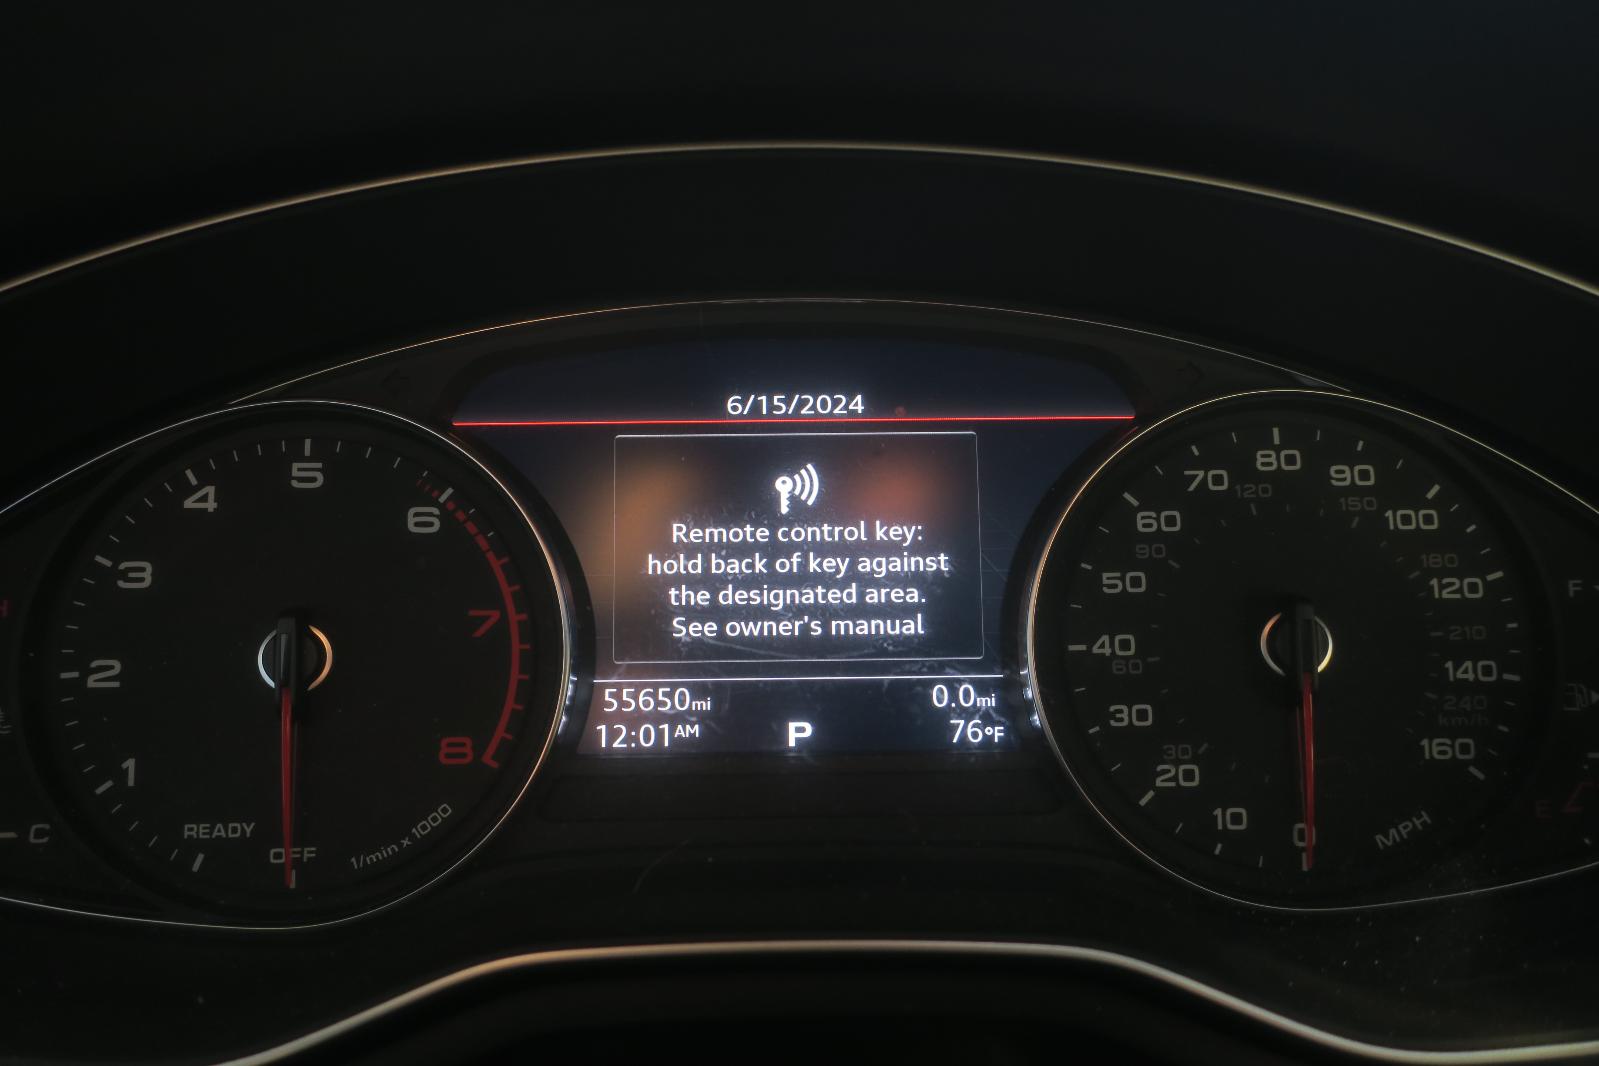 6/15/2024
Remote control key:
hold back of key against
the designated area.
See owner's manual
55650mi
0.0mi
12:01AM
P
76°F
1
2
3
4
5
6
7
8
READY
OFF
1/min x 1000
0
10
20
30
40
50
60
70
80
90
100
120
140
160
MPH
30
60
90
120
150
180
210
240
km/h
H
C
F
E